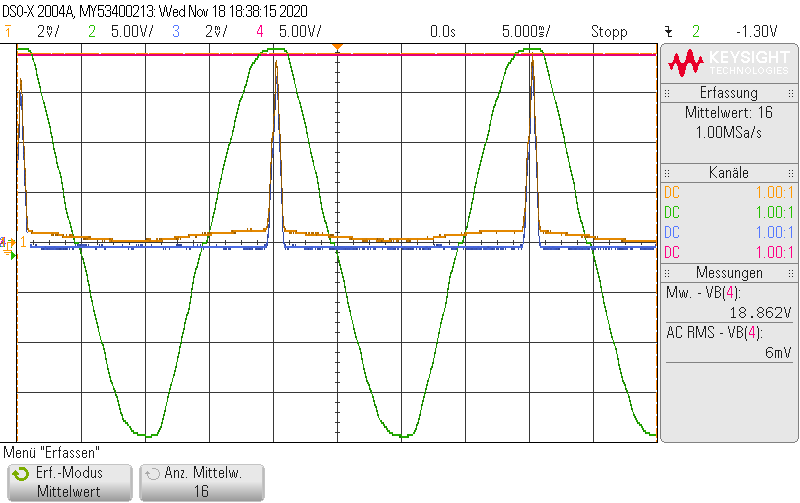 DSO-X 2004A, MY53400213: Wed Nov 18 18:38:15 2020
1 2V/ 2 5.00V/ 3 2V/ 4 5.00V/ 0.0s 5.000ms/ Stopp 2 -1.30V
KEYSIGHT
TECHNOLOGIES
Erfassung
Mittelwert: 16
1.00MSa/s
Kanäle
DC 1.00:1
DC 1.00:1
DC 1.00:1
DC 1.00:1
Messungen
Mw. - VB(4):
18.862V
AC RMS - VB(4):
6mV
1
Menü "Erfassen"
Erf.-Modus
Mittelwert
Anz. Mittelw.
16